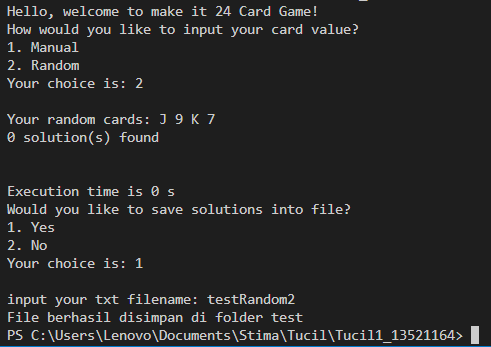 Hello, welcome to make it 24 Card Game!
How would you like to input your card value?
1. Manual
2. Random
Your choice is: 2
Your random cards: J 9 K 7
0 solution(s) found
Execution time is 0 s
Would you like to save solutions into file?
1. Yes
2. No
Your choice is: 1
input your txt filename: testRandom2
File berhasil disimpan di folder test
PS C:\Users\Lenovo\Documents\Stima\Tucil\Tucil1_13521164>